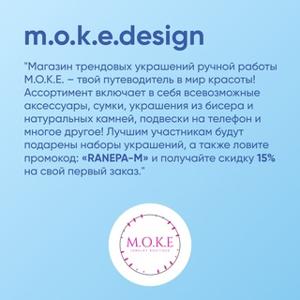 m.o.k.e.design
"Магазин трендовых украшений ручной работы
M.O.K.E. – твой путеводитель в мир красоты!
Ассортимент включает в себя всевозможные
аксессуары, сумки, украшения из бисера и
натуральных камней, подвески на телефон и
многое другое! Лучшим участникам будут
подарены наборы украшений, а также ловите
промокод: «RANEPA-M» и получайте скидку 15%
на свой первый заказ."
M.O.K.E
JEWELRY BOUTIQUE